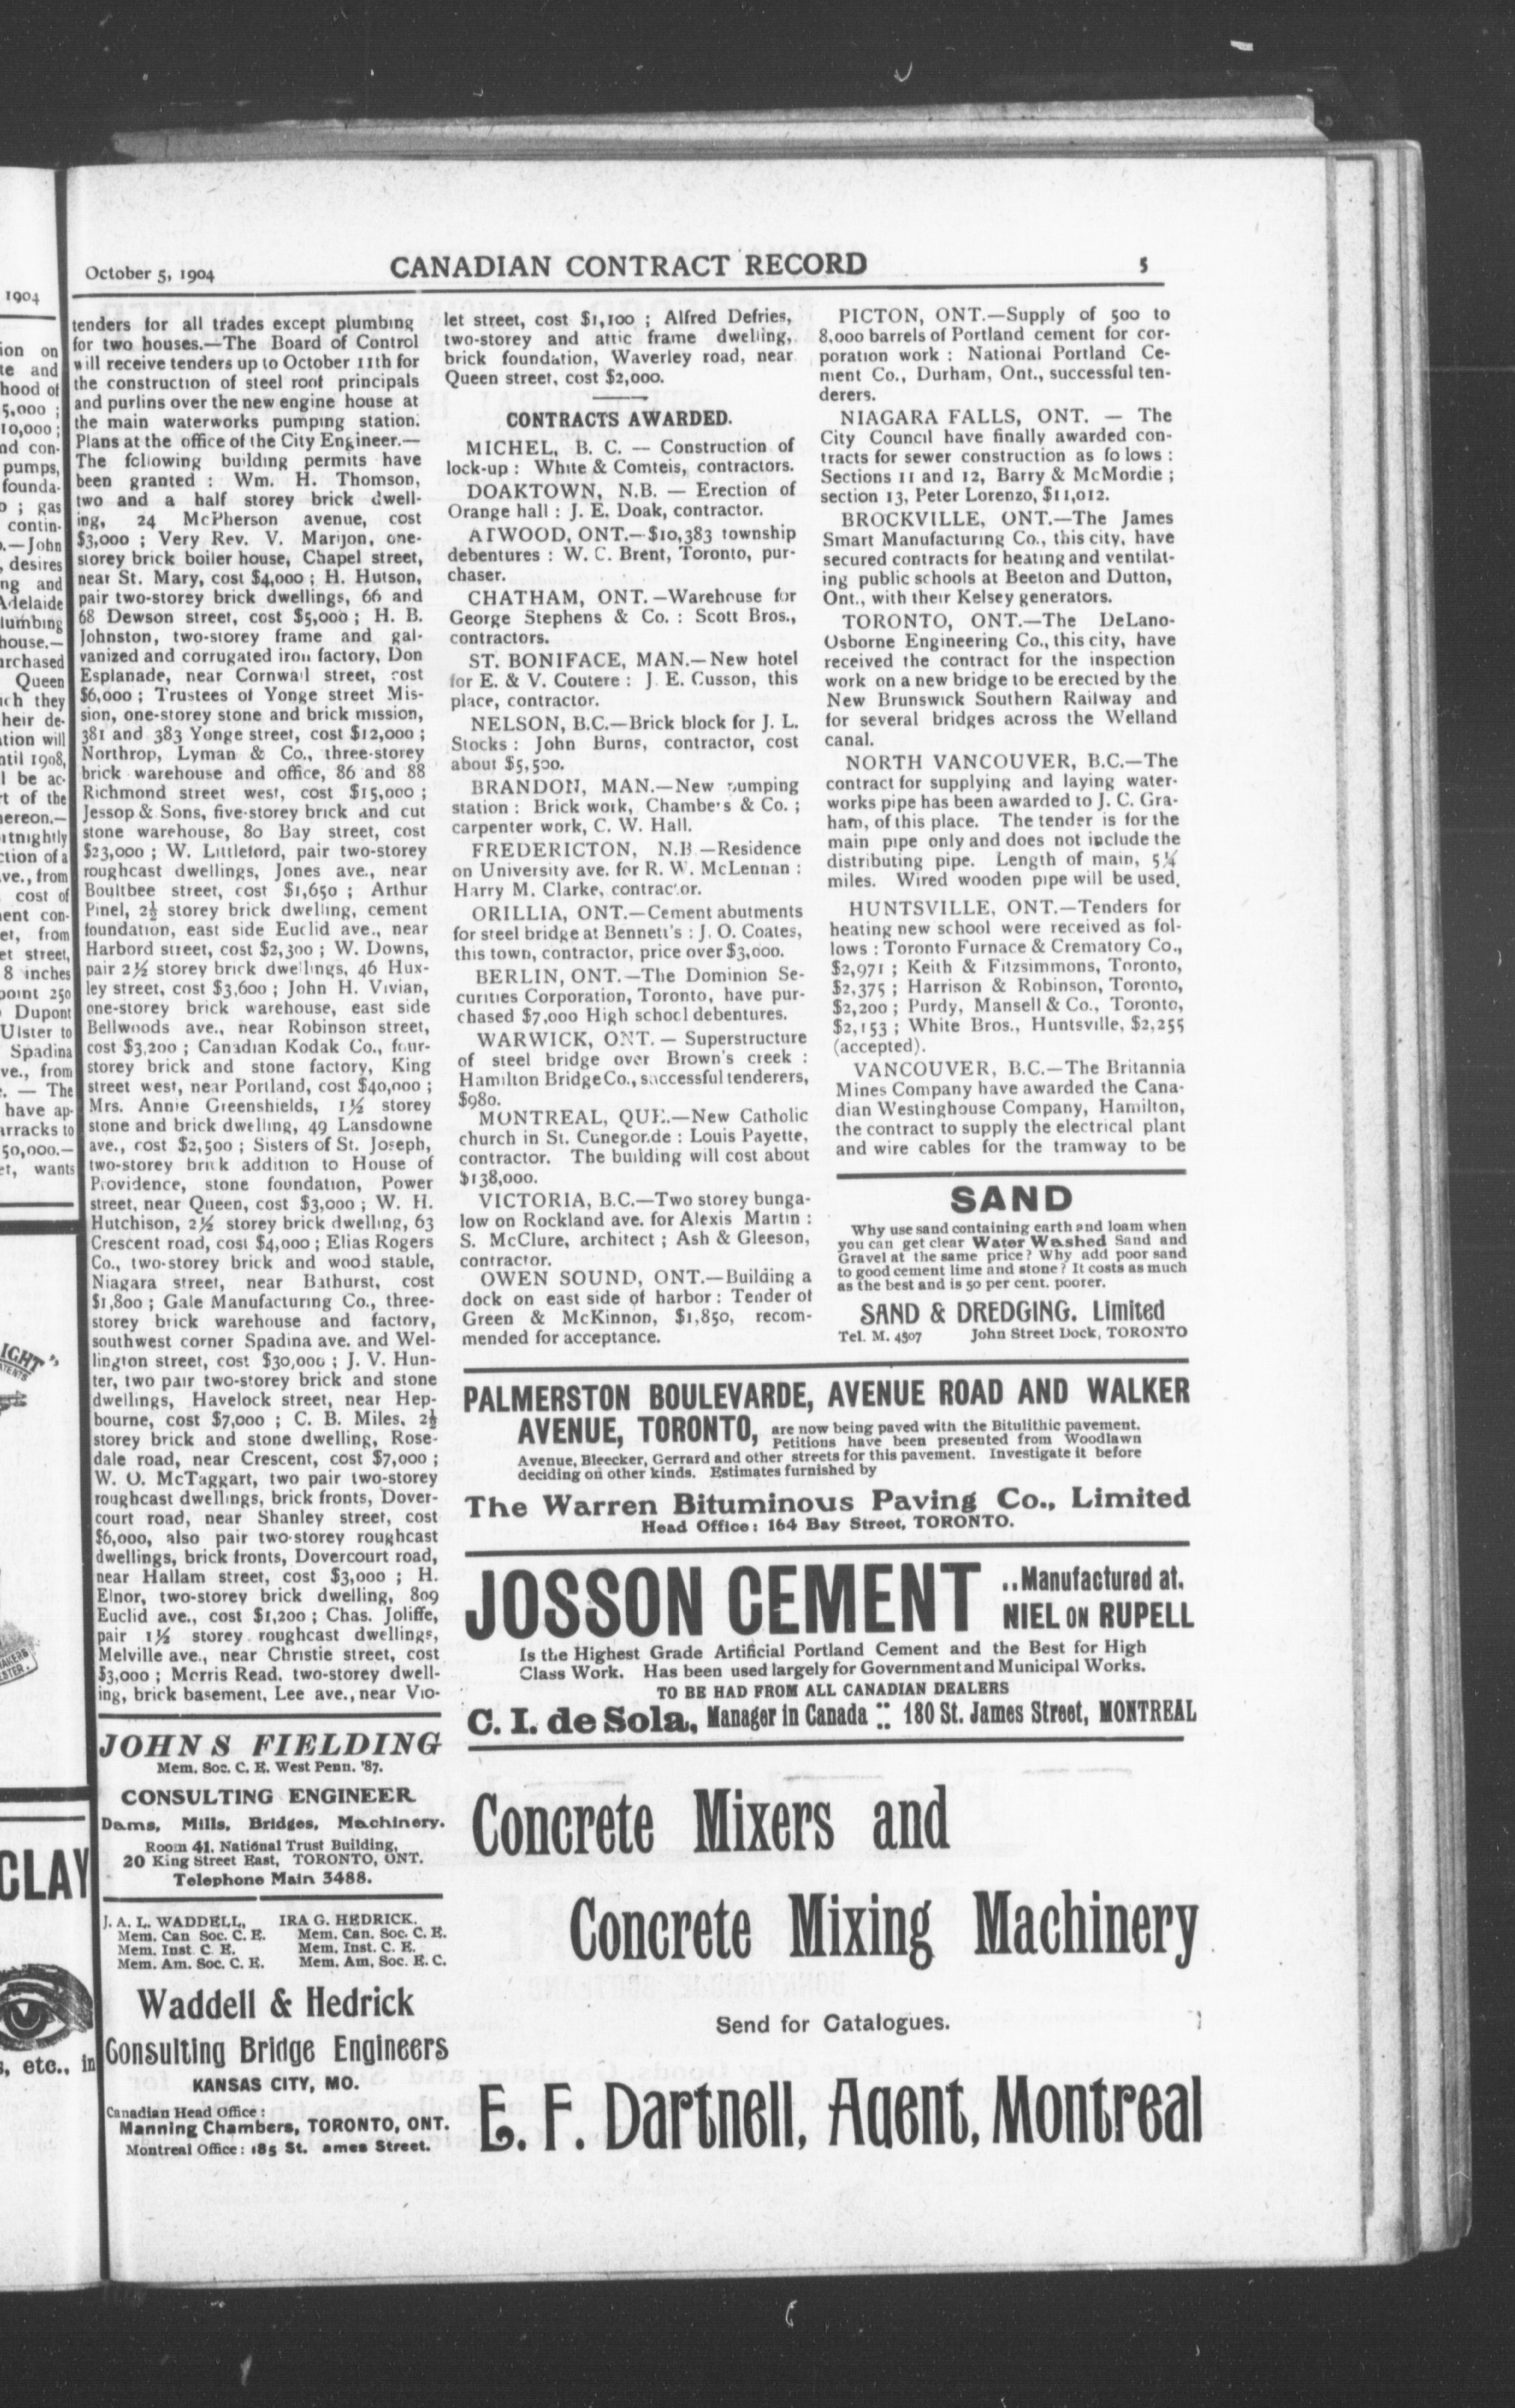 October 5, 1904
CANADIAN CONTRACT RECORD
5
tenders for all trades except plumbing
for two houses.—The Board of Control
will receive tenders up to October 11th for
the construction of steel roof principals
and purlins over the new engine house at
the main waterworks pumping station.
Plans at the office of the City Engineer.—
The following building permits have
been granted : Wm. H. Thomson,
two and a half storey brick dwell-
ing, 24 McPherson avenue, cost
$3,000 ; Very Rev. V. Marijon, one-
storey brick boiler house, Chapel street,
near St. Mary, cost $4,000 ; H. Hutson,
pair two-storey brick dwellings, 66 and
68 Dewson street, cost $5,000 ; H. B.
Johnston, two-storey frame and gal-
vanized and corrugated iron factory, Don
Esplanade, near Cornwall street, cost
$6,000 ; Trustees of Yonge street Mis-
sion, one-storey stone and brick mission,
381 and 383 Yonge street, cost $12,000 ;
Northrop, Lyman & Co., three-storey
brick warehouse and office, 86 and 88
Richmond street west, cost $15,000 ;
Jessop & Sons, five-storey brick and cut
stone warehouse, 80 Bay street, cost
$23,000 ; W. Littleford, pair two-storey
roughcast dwellings, Jones ave., near
Boultbee street, cost $1,650 ; Arthur
Pinel, 2½ storey brick dwelling, cement
foundation, east side Euclid ave., near
Harbord street, cost $2,300 ; W. Downs,
pair 2½ storey brick dwellings, 46 Hux-
ley street, cost $3,600 ; John H. Vivian,
one-storey brick warehouse, east side
Bellwoods ave., near Robinson street,
cost $3,200 ; Canadian Kodak Co., four-
storey brick and stone factory, King
street west, near Portland, cost $40,000 ;
Mrs. Annie Greenshields, 1½ storey
stone and brick dwelling, 49 Lansdowne
ave., cost $2,500 ; Sisters of St. Joseph,
two-storey brick addition to House of
Providence, stone foundation, Power
street, near Queen, cost $3,000 ; W. H.
Hutchison, 2½ storey brick dwelling, 63
Crescent road, cost $4,000 ; Elias Rogers
Co., two-storey brick and wood stable,
Niagara street, near Bathurst, cost
$1,800 ; Gale Manufacturing Co., three-
storey brick warehouse and factory,
southwest corner Spadina ave. and Wel-
lington street, cost $30,000 ; J. V. Hun-
ter, two pair two-storey brick and stone
dwellings, Havelock street, near Hep-
bourne, cost $7,000 ; C. B. Miles, 2½
storey brick and stone dwelling, Rose-
dale road, near Crescent, cost $7,000 ;
W. O. McTaggart, two pair two-storey
roughcast dwellings, brick fronts, Dover-
court road, near Shanley street, cost
$6,000, also pair two-storey roughcast
dwellings, brick fronts, Dovercourt road,
near Hallam street, cost $3,000 ; H.
Elnor, two-storey brick dwelling, 809
Euclid ave., cost $1,200 ; Chas. Joliffe,
pair 1½ storey roughcast dwellings,
Melville ave., near Christie street, cost
$3,000 ; Morris Read, two-storey dwell-
ing, brick basement, Lee ave., near Vio-
JOHN S FIELDING
Mem. Soc. C. E. West Penn. '87.
CONSULTING ENGINEER
Dams, Mills, Bridges, Machinery.
Room 41, National Trust Building,
20 King Street East, TORONTO, ONT.
Telephone Main 3488.
J. A. L. WADDELL, IRA G. HEDRICK,
Mem. Can Soc. C. E. Mem. Can. Soc. C. E.
Mem. Inst. C. E. Mem. Inst. C. E.
Mem. Am. Soc. C. E. Mem. Am. Soc. E. C.
Waddell & Hedrick
Consulting Bridge Engineers
KANSAS CITY, MO.
Canadian Head Office :
Manning Chambers, TORONTO, ONT.
Montreal Office : 185 St. ames Street.
let street, cost $1,100 ; Alfred Defries,
two-storey and attic frame dwelling,
brick foundation, Waverley road, near
Queen street, cost $2,000.
CONTRACTS AWARDED.
MICHEL, B. C. — Construction of
lock-up : White & Comteis, contractors.
DOAKTOWN, N.B. — Erection of
Orange hall : J. E. Doak, contractor.
ATWOOD, ONT.—$10,383 township
debentures : W. C. Brent, Toronto, pur-
chaser.
CHATHAM, ONT.—Warehouse for
George Stephens & Co. : Scott Bros.,
contractors.
ST. BONIFACE, MAN.—New hotel
for E. & V. Coutere : J. E. Cusson, this
place, contractor.
NELSON, B.C.—Brick block for J. L.
Stocks : John Burns, contractor, cost
about $5,500.
BRANDON, MAN.—New pumping
station : Brick work, Chambers & Co. ;
carpenter work, C. W. Hall.
FREDERICTON, N.B.—Residence
on University ave. for R. W. McLennan :
Harry M. Clarke, contractor.
ORILLIA, ONT.—Cement abutments
for steel bridge at Bennett's : J. O. Coates,
this town, contractor, price over $3,000.
BERLIN, ONT.—The Dominion Se-
curities Corporation, Toronto, have pur-
chased $7,000 High school debentures.
WARWICK, ONT. — Superstructure
of steel bridge over Brown's creek :
Hamilton Bridge Co., successful tenderers,
$980.
MONTREAL, QUE.—New Catholic
church in St. Cunegonde : Louis Payette,
contractor. The building will cost about
$138,000.
VICTORIA, B.C.—Two storey bunga-
low on Rockland ave. for Alexis Martin :
S. McClure, architect ; Ash & Gleeson,
contractor.
OWEN SOUND, ONT.—Building a
dock on east side of harbor : Tender of
Green & McKinnon, $1,850, recom-
mended for acceptance.
PICTON, ONT.—Supply of 500 to
8,000 barrels of Portland cement for cor-
poration work : National Portland Ce-
ment Co., Durham, Ont., successful ten-
derers.
NIAGARA FALLS, ONT. — The
City Council have finally awarded con-
tracts for sewer construction as fo lows :
Sections 11 and 12, Barry & McMordie ;
section 13, Peter Lorenzo, $11,012.
BROCKVILLE, ONT.—The James
Smart Manufacturing Co., this city, have
secured contracts for heating and ventilat-
ing public schools at Beeton and Dutton,
Ont., with their Kelsey generators.
TORONTO, ONT.—The DeLano-
Osborne Engineering Co., this city, have
received the contract for the inspection
work on a new bridge to be erected by the
New Brunswick Southern Railway and
for several bridges across the Welland
canal.
NORTH VANCOUVER, B.C.—The
contract for supplying and laying water-
works pipe has been awarded to J. C. Gra-
ham, of this place. The tender is for the
main pipe only and does not include the
distributing pipe. Length of main, 5¼
miles. Wired wooden pipe will be used.
HUNTSVILLE, ONT.—Tenders for
heating new school were received as fol-
lows : Toronto Furnace & Crematory Co.,
$2,971 ; Keith & Fitzsimmons, Toronto,
$2,375 ; Harrison & Robinson, Toronto,
$2,200 ; Purdy, Mansell & Co., Toronto,
$2,153 ; White Bros., Huntsville, $2,255
(accepted).
VANCOUVER, B.C.—The Britannia
Mines Company have awarded the Cana-
dian Westinghouse Company, Hamilton,
the contract to supply the electrical plant
and wire cables for the tramway to be
SAND
Why use sand containing earth and loam when
you can get clear Water Washed Sand and
Gravel at the same price? Why add poor sand
to good cement lime and stone? It costs as much
as the best and is 50 per cent. poorer.
SAND & DREDGING. Limited
Tel. M. 4507 John Street Dock, TORONTO
PALMERSTON BOULEVARDE, AVENUE ROAD AND WALKER
AVENUE, TORONTO, are now being paved with the Bitulithic pavement.
Petitions have been presented from Woodlawn
Avenue, Bleecker, Gerrard and other streets for this pavement. Investigate it before
deciding on other kinds. Estimates furnished by
The Warren Bituminous Paving Co., Limited
Head Office: 164 Bay Street, TORONTO.
JOSSON CEMENT
..Manufactured at.
NIEL ON RUPELL
Is the Highest Grade Artificial Portland Cement and the Best for High
Class Work. Has been used largely for Government and Municipal Works.
TO BE HAD FROM ALL CANADIAN DEALERS
C. I. de Sola, Manager in Canada :: 180 St. James Street, MONTREAL
Concrete Mixers and
Concrete Mixing Machinery
Send for Catalogues.
E. F. Dartnell, Agent, Montreal